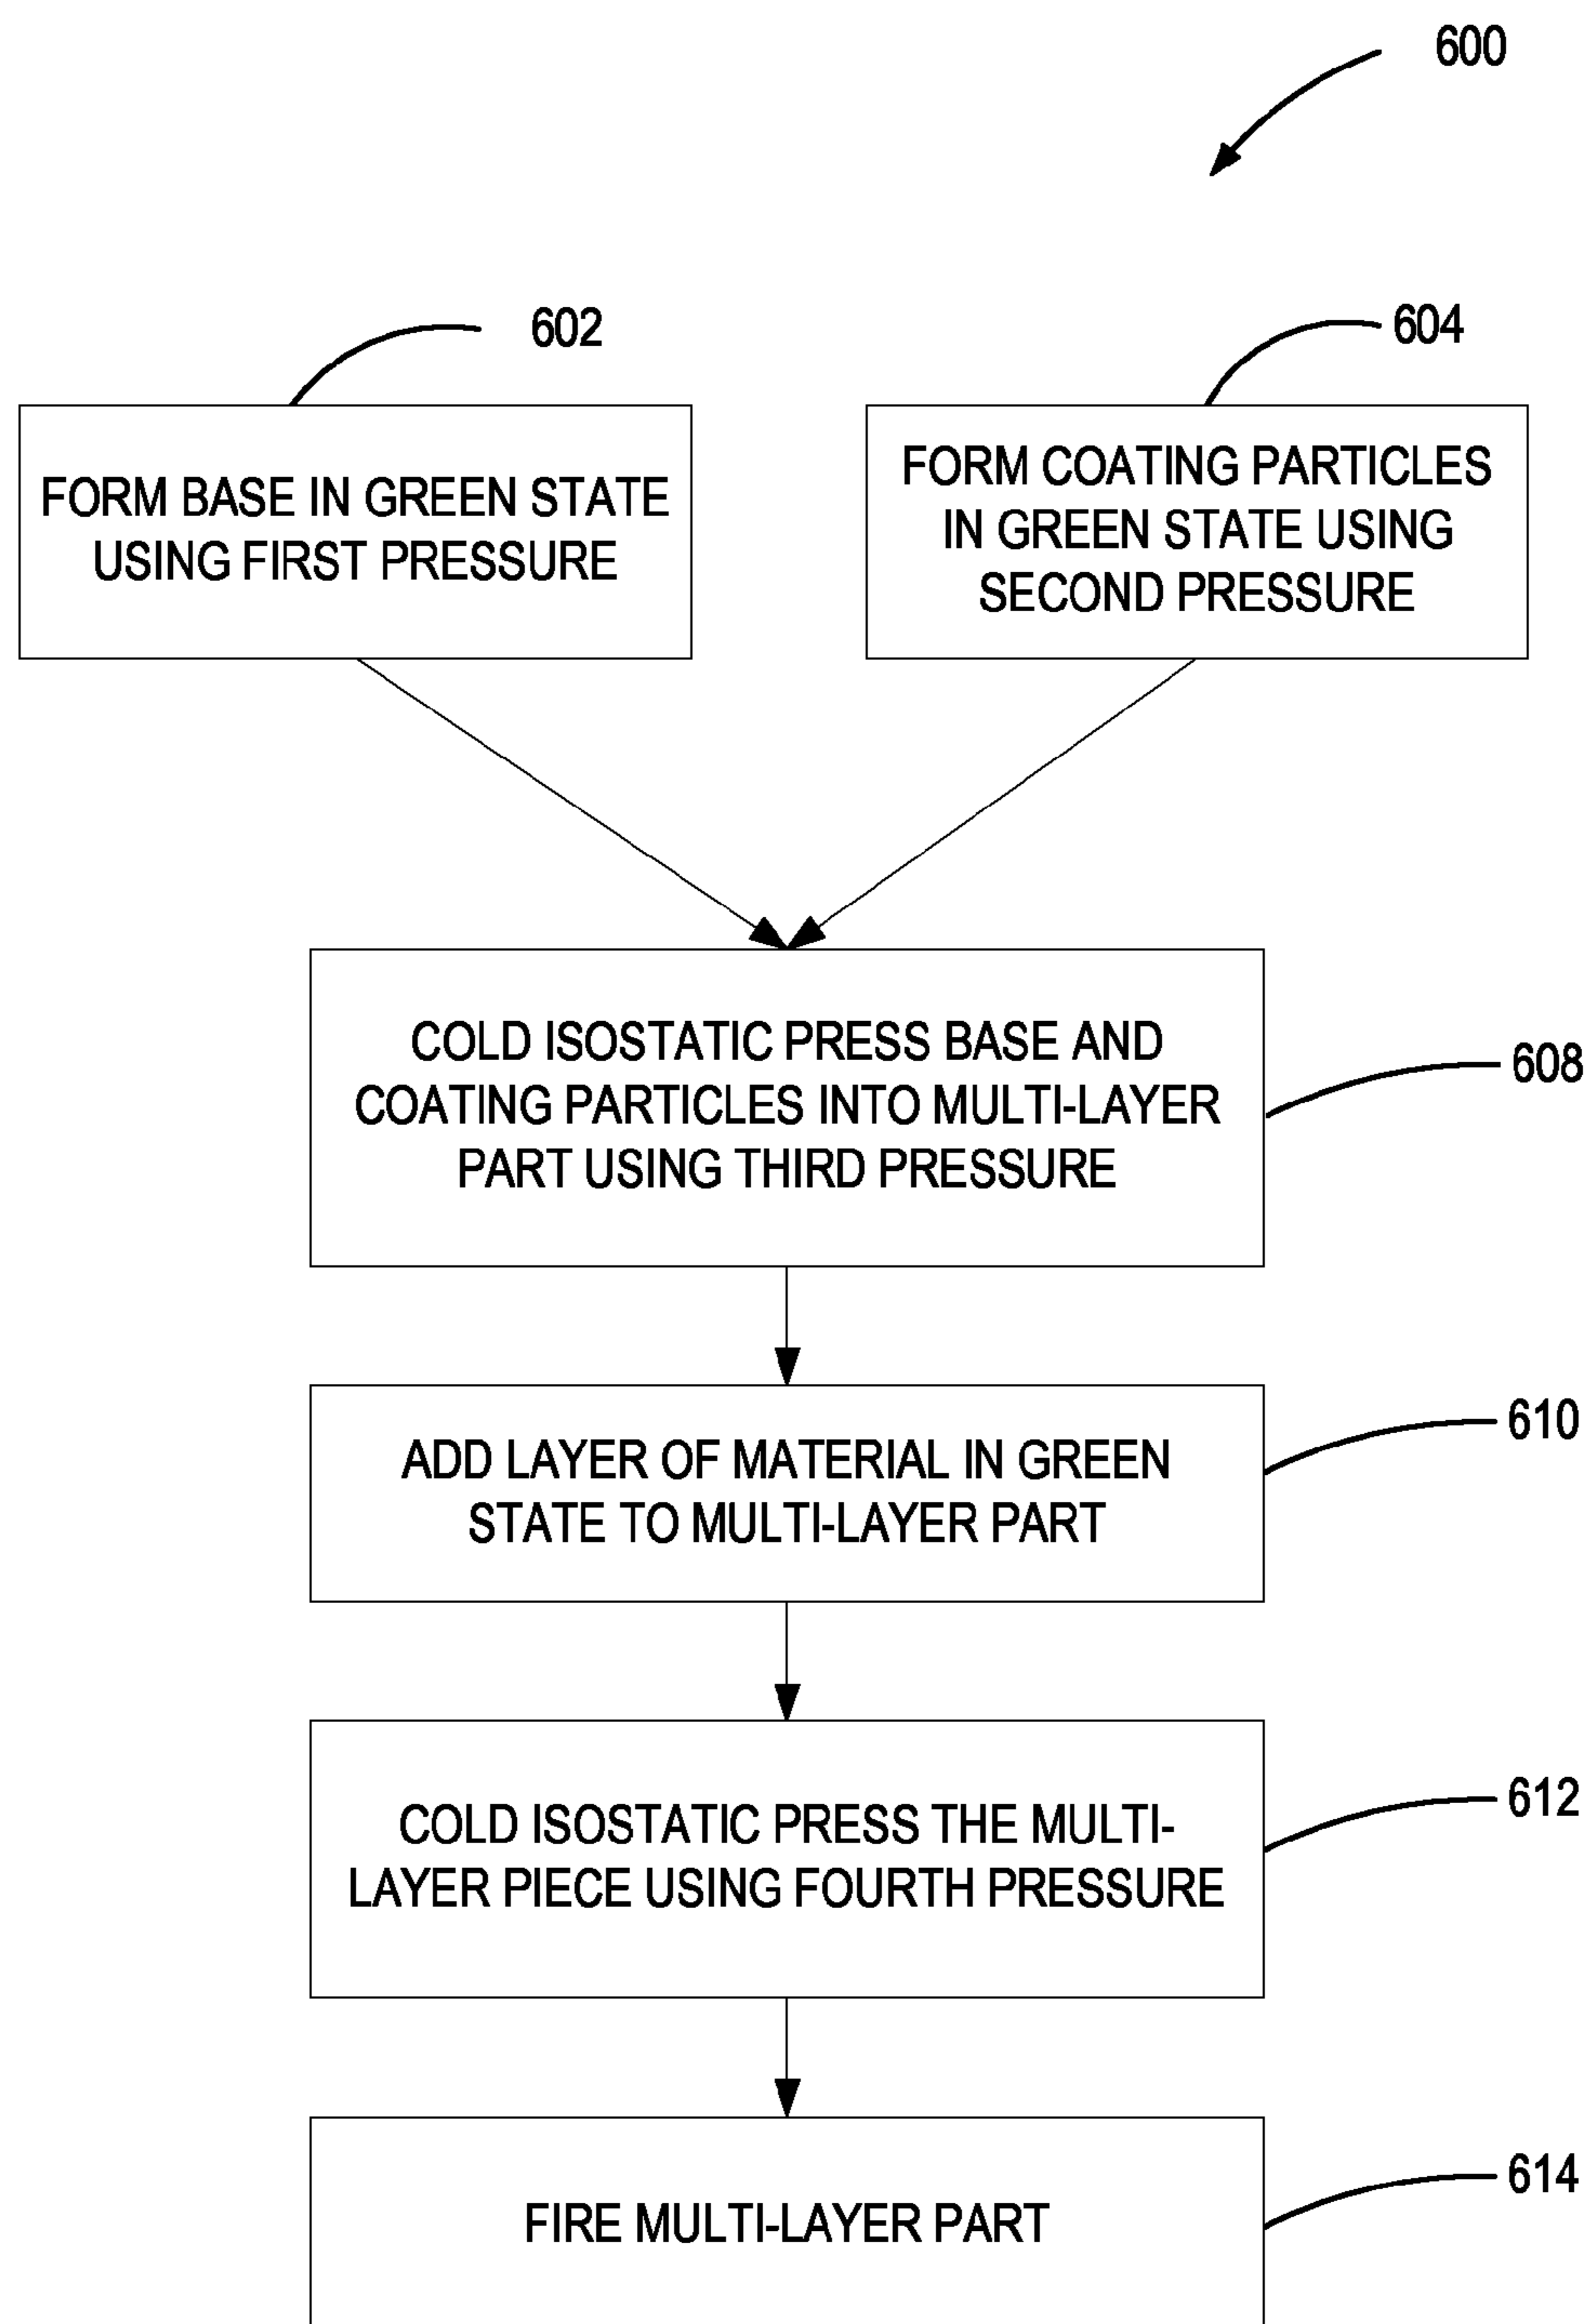 600
602
604
FORM BASE IN GREEN STATE
USING FIRST PRESSURE
FORM COATING PARTICLES
IN GREEN STATE USING
SECOND PRESSURE
COLD ISOSTATIC PRESS BASE AND
COATING PARTICLES INTO MULTI-LAYER
PART USING THIRD PRESSURE
608
ADD LAYER OF MATERIAL IN GREEN
STATE TO MULTI-LAYER PART
610
COLD ISOSTATIC PRESS THE MULTI-
LAYER PIECE USING FOURTH PRESSURE
612
FIRE MULTI-LAYER PART
614